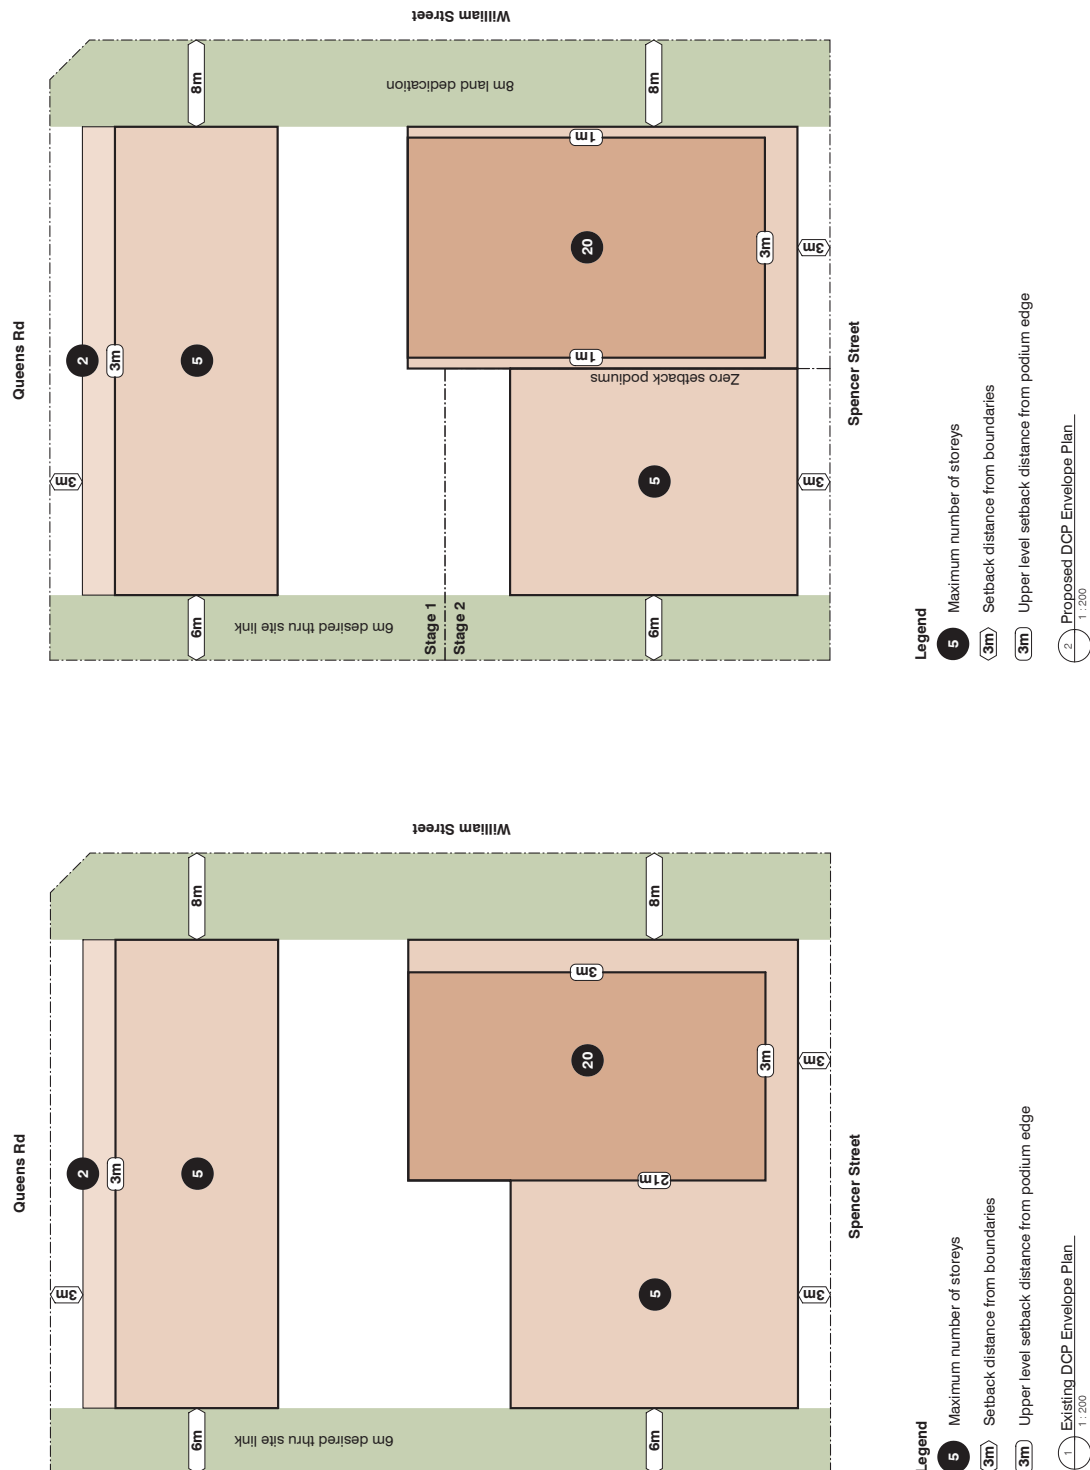 William Street
Queens Rd
3m
2
3m
5
8m
8m land dedication
8m
1m
20
1m
3m
3m
Zero setback podiums
5
3m
6m
6m desired thru site link
Stage 1
Stage 2
6m
Spencer Street
Legend
5 Maximum number of storeys
3m Setback distance from boundaries
3m Upper level setback distance from podium edge
2 Proposed DCP Envelope Plan
1 : 200
William Street
Queens Rd
3m
2
3m
5
8m
8m
3m
20
3m
3m
21m
5
3m
6m
6m desired thru site link
6m
Spencer Street
Legend
5 Maximum number of storeys
3m Setback distance from boundaries
3m Upper level setback distance from podium edge
1 Existing DCP Envelope Plan
1 : 200